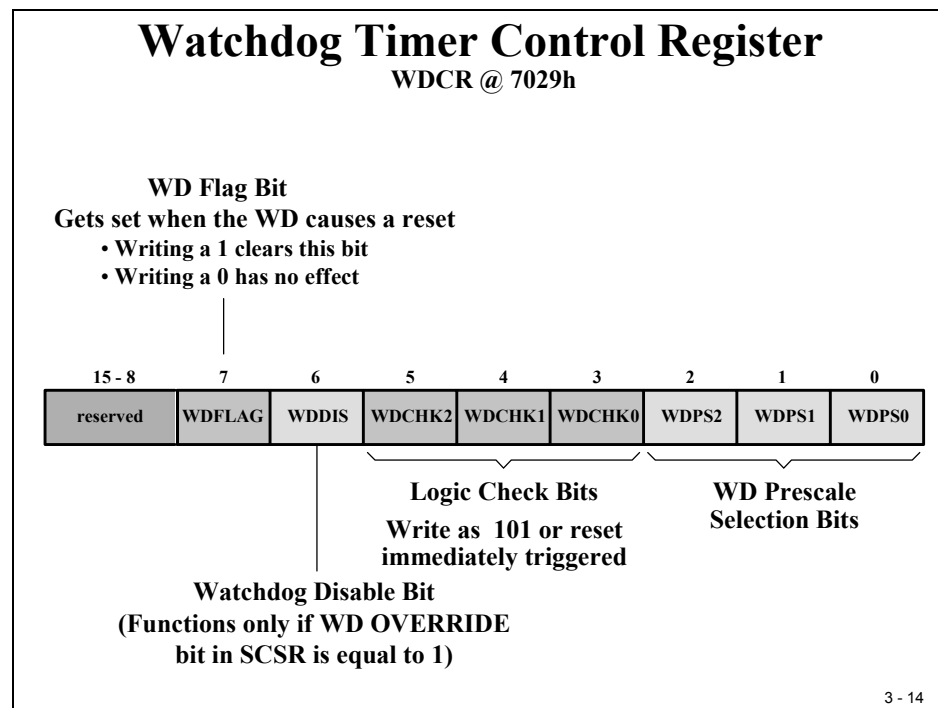 Watchdog Timer Control Register
WDCR @ 7029h
WD Flag Bit
Gets set when the WD causes a reset
• Writing a 1 clears this bit
• Writing a 0 has no effect
15 - 8 7 6 5 4 3 2 1 0
reserved WDFLAG WDDIS WDCHK2 WDCHK1 WDCHK0 WDPS2 WDPS1 WDPS0
Logic Check Bits
Write as 101 or reset
immediately triggered
WD Prescale
Selection Bits
Watchdog Disable Bit
(Functions only if WD OVERRIDE
bit in SCSR is equal to 1)
3 - 14